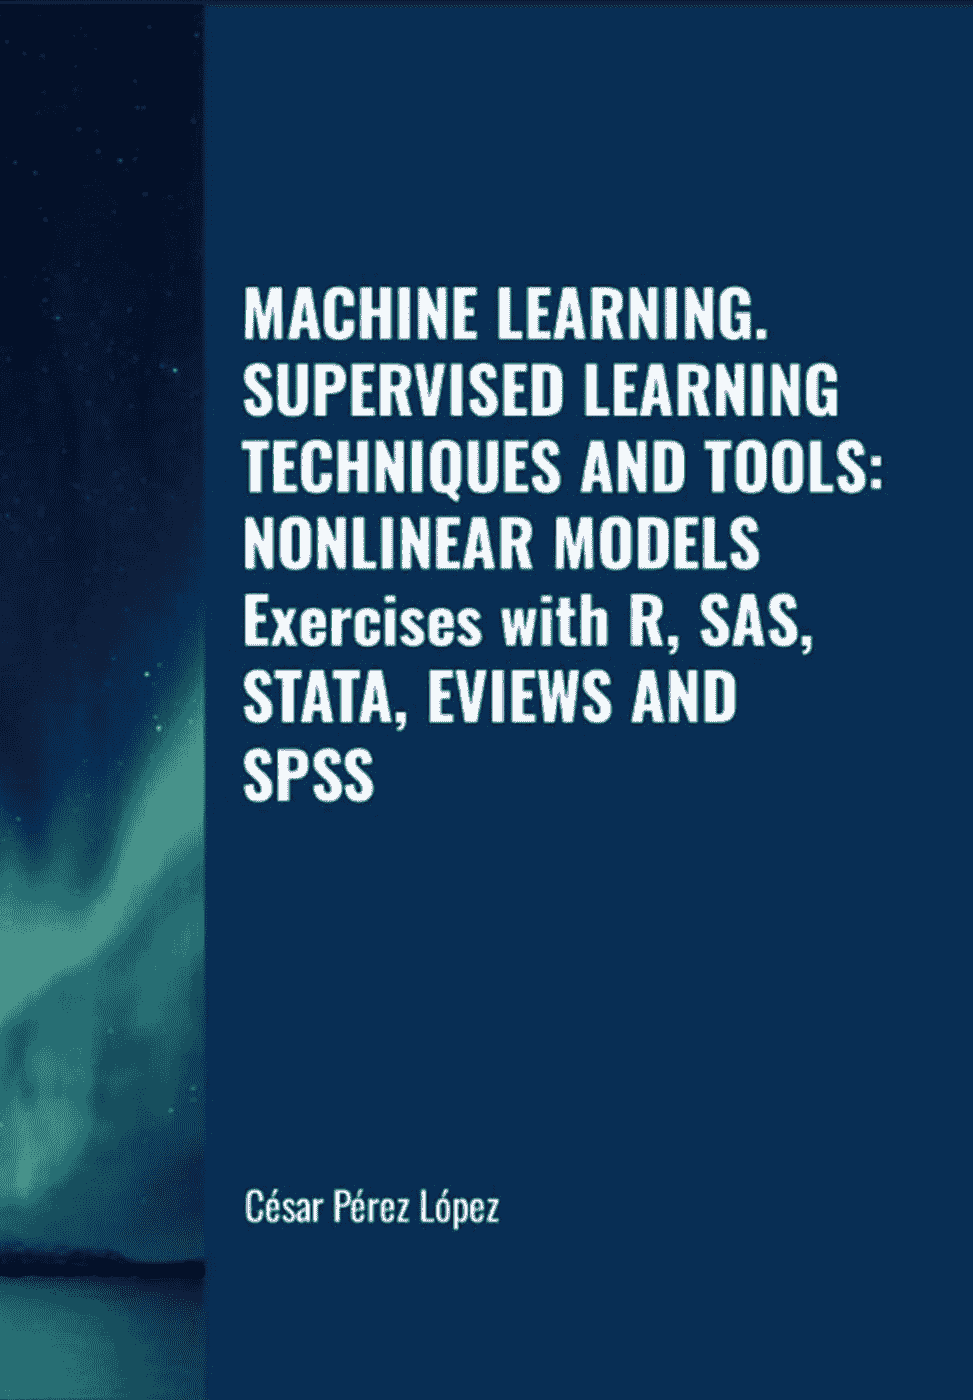 MACHINE LEARNING.
SUPERVISED LEARNING
TECHNIQUES AND TOOLS:
NONLINEAR MODELS
Exercises with R, SAS,
STATA, EVIEWS AND
SPSS
César Pérez López